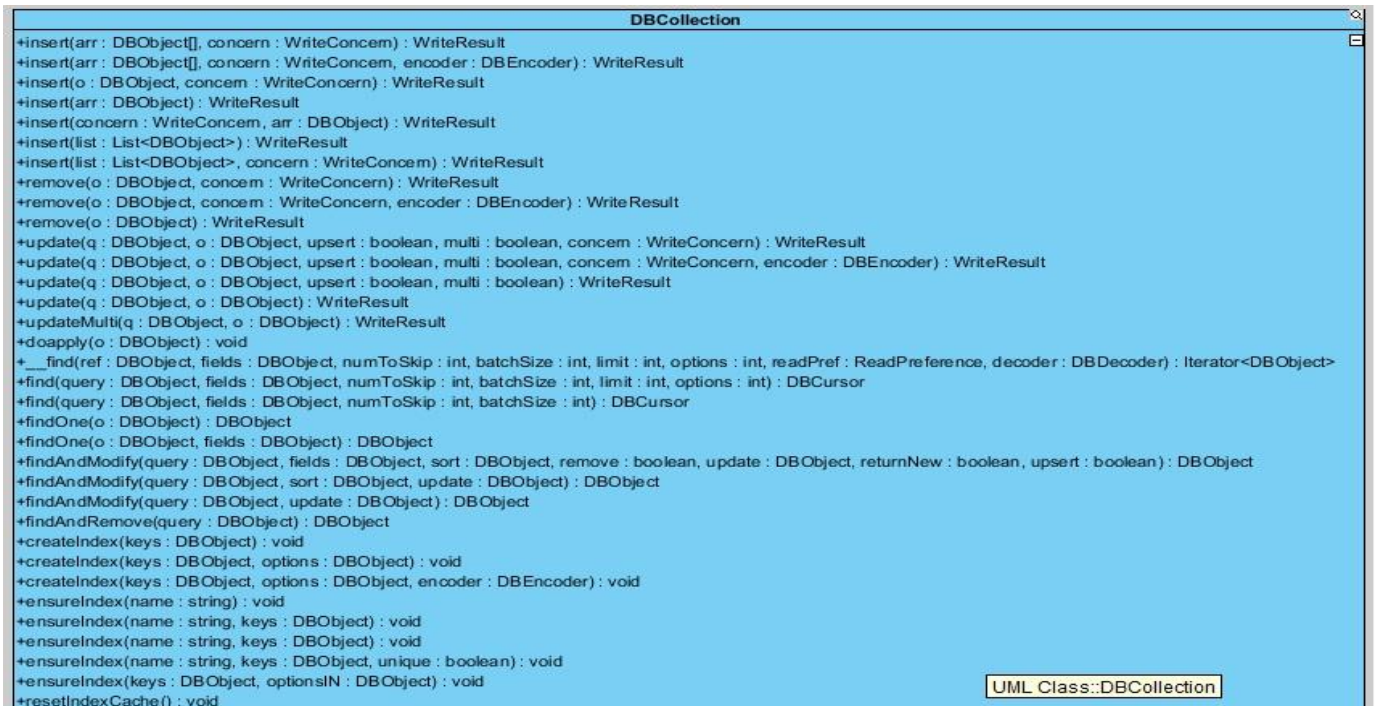 DBCollection
+insert(arr : DBObject[], concern : WriteConcern) : WriteResult
+insert(arr : DBObject[], concern : WriteConcern, encoder : DBEncoder) : WriteResult
+insert(o : DBObject, concern : WriteConcern) : WriteResult
+insert(arr : DBObject) : WriteResult
+insert(concern : WriteConcern, arr : DBObject) : WriteResult
+insert(list : List<DBObject>) : WriteResult
+insert(list : List<DBObject>, concern : WriteConcern) : WriteResult
+remove(o : DBObject, concern : WriteConcern) : WriteResult
+remove(o : DBObject, concern : WriteConcern, encoder : DBEncoder) : WriteResult
+remove(o : DBObject) : WriteResult
+update(q : DBObject, o : DBObject, upsert : boolean, multi : boolean, concern : WriteConcern) : WriteResult
+update(q : DBObject, o : DBObject, upsert : boolean, multi : boolean, concern : WriteConcern, encoder : DBEncoder) : WriteResult
+update(q : DBObject, o : DBObject, upsert : boolean, multi : boolean) : WriteResult
+update(q : DBObject, o : DBObject) : WriteResult
+updateMulti(q : DBObject, o : DBObject) : WriteResult
+doapply(o : DBObject) : void
+__find(ref : DBObject, fields : DBObject, numToSkip : int, batchSize : int, limit : int, options : int, readPref : ReadPreference, decoder : DBDecoder) : Iterator<DBObject>
+find(query : DBObject, fields : DBObject, numToSkip : int, batchSize : int, limit : int, options : int) : DBCursor
+find(query : DBObject, fields : DBObject, numToSkip : int, batchSize : int) : DBCursor
+findOne(o : DBObject) : DBObject
+findOne(o : DBObject, fields : DBObject) : DBObject
+findAndModify(query : DBObject, fields : DBObject, sort : DBObject, remove : boolean, update : DBObject, returnNew : boolean, upsert : boolean) : DBObject
+findAndModify(query : DBObject, sort : DBObject, update : DBObject) : DBObject
+findAndModify(query : DBObject, update : DBObject) : DBObject
+findAndRemove(query : DBObject) : DBObject
+createIndex(keys : DBObject) : void
+createIndex(keys : DBObject, options : DBObject) : void
+createIndex(keys : DBObject, options : DBObject, encoder : DBEncoder) : void
+ensureIndex(name : string) : void
+ensureIndex(name : string, keys : DBObject) : void
+ensureIndex(name : string, keys : DBObject) : void
+ensureIndex(name : string, keys : DBObject, unique : boolean) : void
+ensureIndex(keys : DBObject, optionsIN : DBObject) : void
UML Class::DBCollection
+resetIndexCache() : void